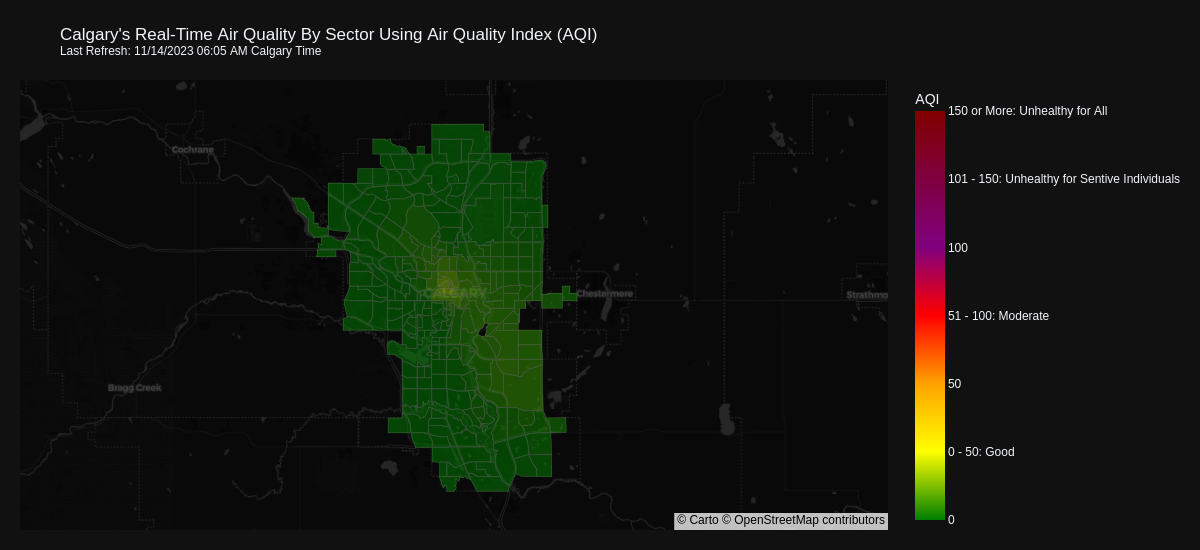 Calgary's Real-Time Air Quality By Sector Using Air Quality Index (AQI)
Last Refresh: 11/14/2023 06:05 AM Calgary Time
AQI
150 or More: Unhealthy for All
Cochrane
101 - 150: Unhealthy for Sentive Individuals
100
CALGARY
Chestermere
Strathmo
51 - 100: Moderate
50
Bragg Creek
0 - 50: Good
0
© Carto © OpenStreetMap contributors